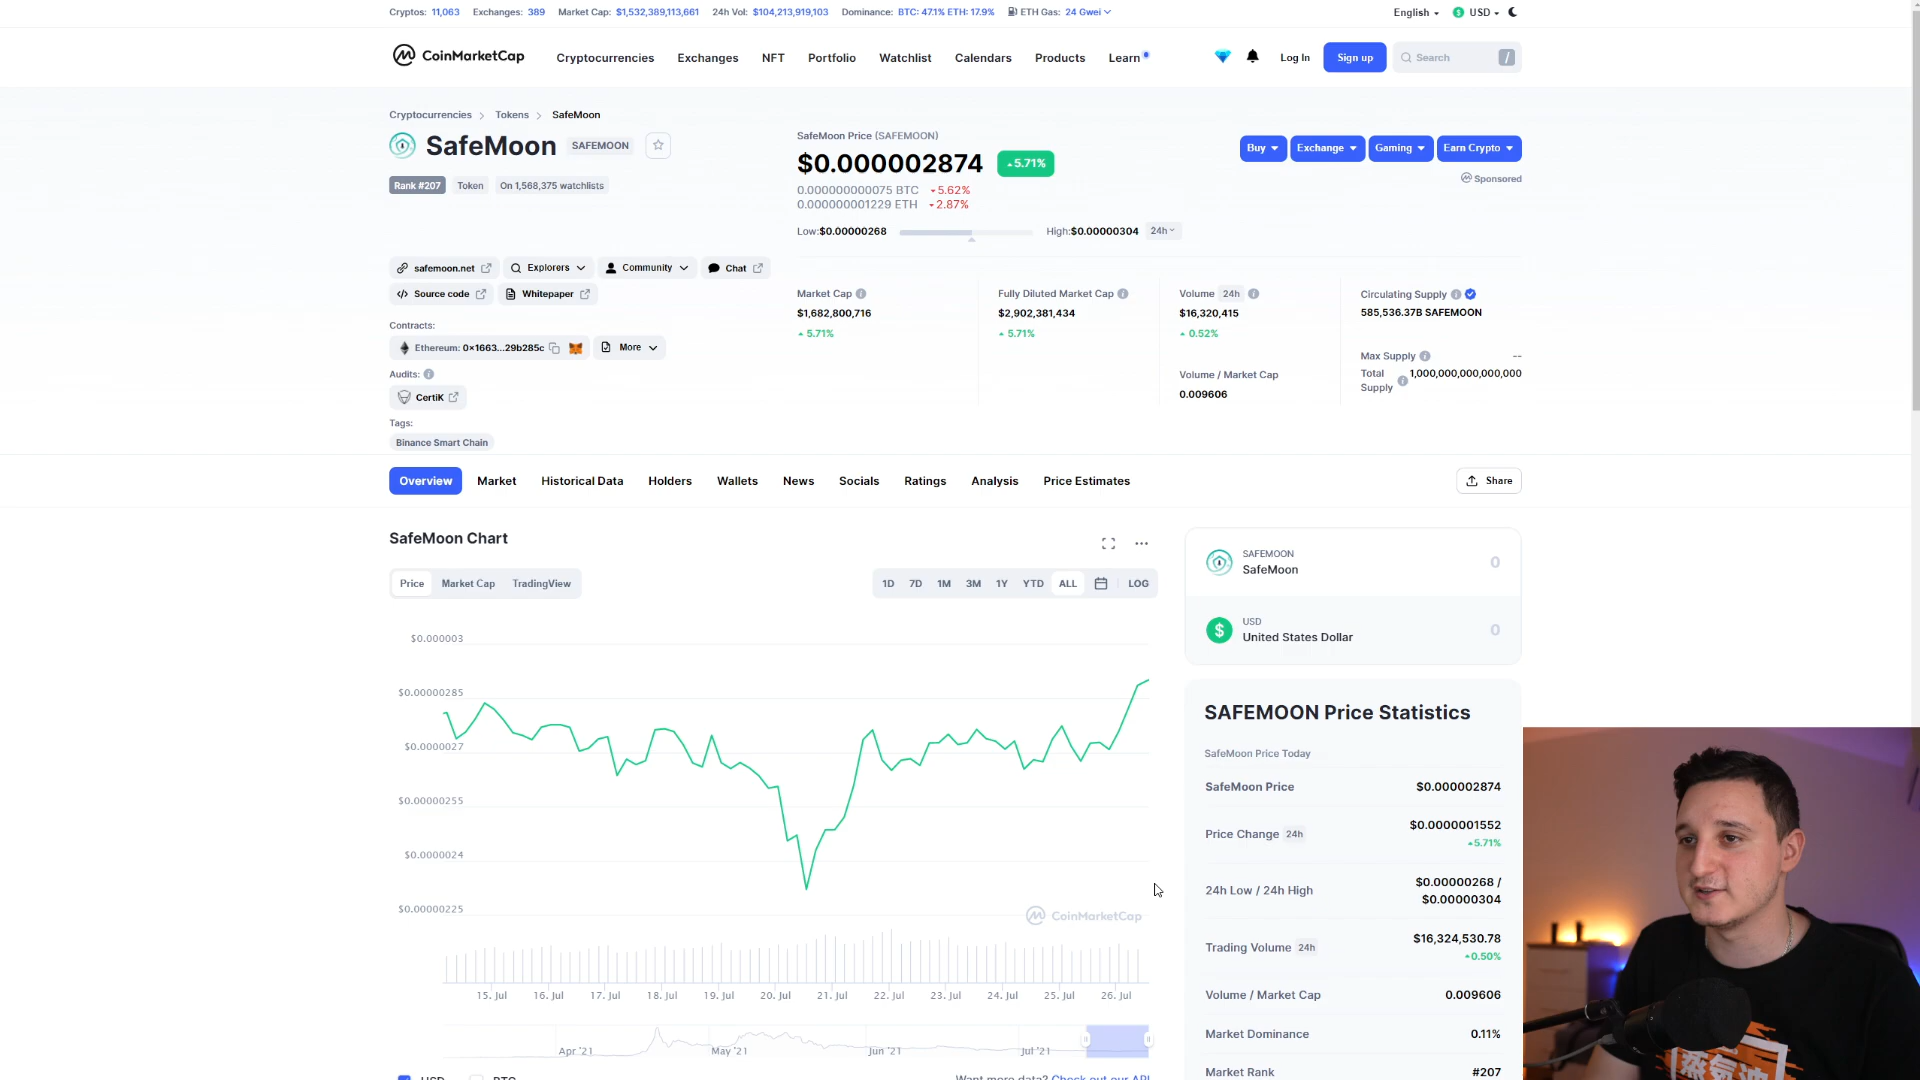 Cryptos: 11,063 Exchanges: 389 Market Cap: $1,532,389,113,661 24h Vol: $104,213,919,103 Dominance: BTC: 47.1% ETH: 17.9% ETH Gas: 24 Gwei
English USD
CoinMarketCap
Cryptocurrencies Exchanges NFT Portfolio Watchlist Calendars Products Learn
Log In Sign up Search /
Cryptocurrencies Tokens SafeMoon
SafeMoon SAFEMOON
Rank #207 Token On 1,568,375 watchlists
SafeMoon Price (SAFEMOON)
$0.000002874 5.71%
0.000000000075 BTC 5.62%
0.000000001229 ETH 2.87%
Low:$0.00000268 High:$0.00000304 24h
Buy Exchange Gaming Earn Crypto
Sponsored
safemoon.net Explorers Community Chat
Source code Whitepaper
Contracts:
Ethereum: 0x1663...29b285c More
Audits:
CertiK
Tags:
Binance Smart Chain
Market Cap
$1,682,800,716
5.71%
Fully Diluted Market Cap
$2,902,381,434
5.71%
Volume 24h
$16,320,415
0.52%
Volume / Market Cap
0.009606
Circulating Supply
585,536.37B SAFEMOON
Max Supply --
Total Supply 1,000,000,000,000,000
Overview Market Historical Data Holders Wallets News Socials Ratings Analysis Price Estimates
Share
SafeMoon Chart
Price Market Cap TradingView
1D 7D 1M 3M 1Y YTD ALL LOG
$0.000003
$0.00000285
$0.0000027
$0.00000255
$0.0000024
$0.00000225
CoinMarketCap
15. Jul 16. Jul 17. Jul 18. Jul 19. Jul 20. Jul 21. Jul 22. Jul 23. Jul 24. Jul 25. Jul 26. Jul
Apr '21 May '21 Jun '21 Jul '21
USD BTC
Want more data? Check out our API
SAFEMOON
SafeMoon 0
USD
United States Dollar 0
SAFEMOON Price Statistics
SafeMoon Price Today
SafeMoon Price $0.000002874
Price Change 24h $0.0000001552
5.71%
24h Low / 24h High $0.00000268 /
$0.00000304
Trading Volume 24h $16,324,530.78
0.50%
Volume / Market Cap 0.009606
Market Dominance 0.11%
Market Rank #207
蒸気波